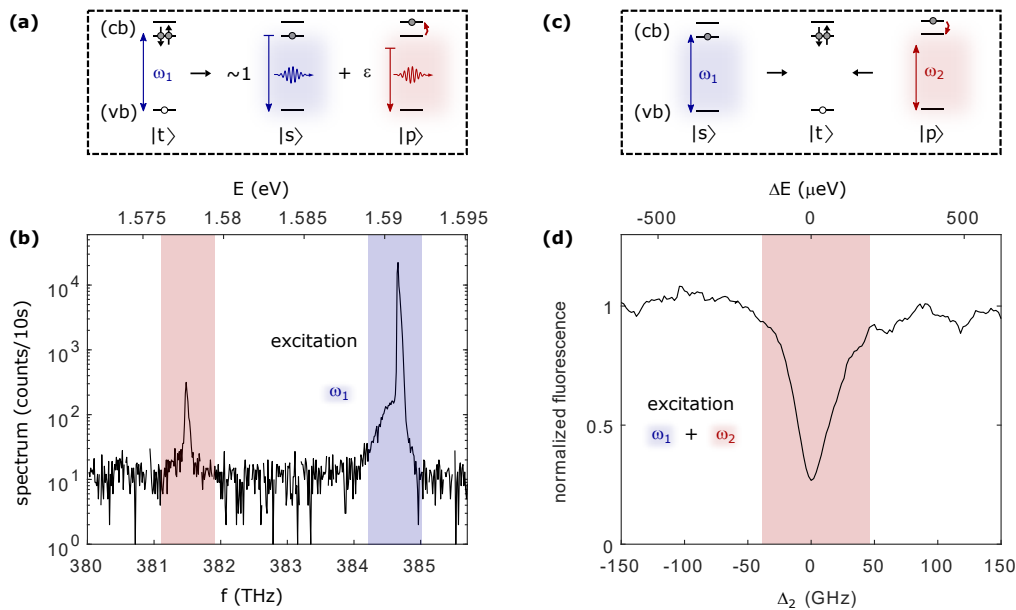 (a)
(cb)
(vb)
ω1
~1
+ ε
|t⟩
|s⟩
|p⟩
(c)
(cb)
(vb)
ω1
ω2
|s⟩
|t⟩
|p⟩
(b)
E (eV)
1.575 1.58 1.585 1.59 1.595
spectrum (counts/10s)
10^4
10^3
10^2
10^1
10^0
excitation
ω1
380 381 382 383 384 385
f (THz)
(d)
ΔE (μeV)
-500 0 500
normalized fluorescence
1
0.5
0
excitation
ω1 + ω2
-150 -100 -50 0 50 100 150
Δ2 (GHz)